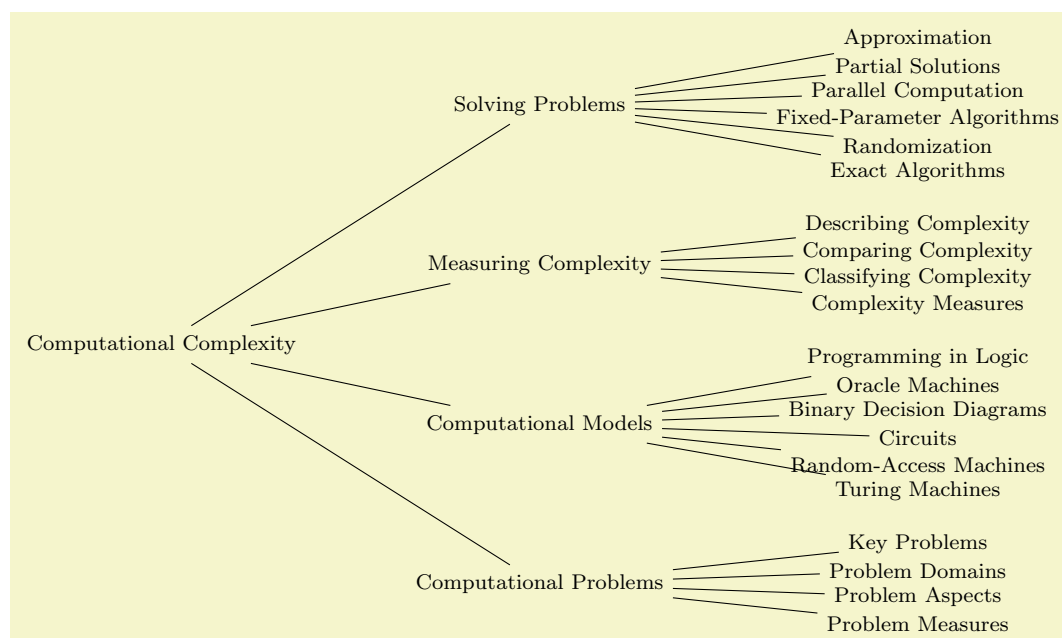 Approximation
Partial Solutions
Parallel Computation
Solving Problems
Fixed-Parameter Algorithms
Randomization
Exact Algorithms
Describing Complexity
Comparing Complexity
Measuring Complexity
Classifying Complexity
Complexity Measures
Computational Complexity
Programming in Logic
Oracle Machines
Binary Decision Diagrams
Computational Models
Circuits
Random-Access Machines
Turing Machines
Key Problems
Problem Domains
Computational Problems
Problem Aspects
Problem Measures